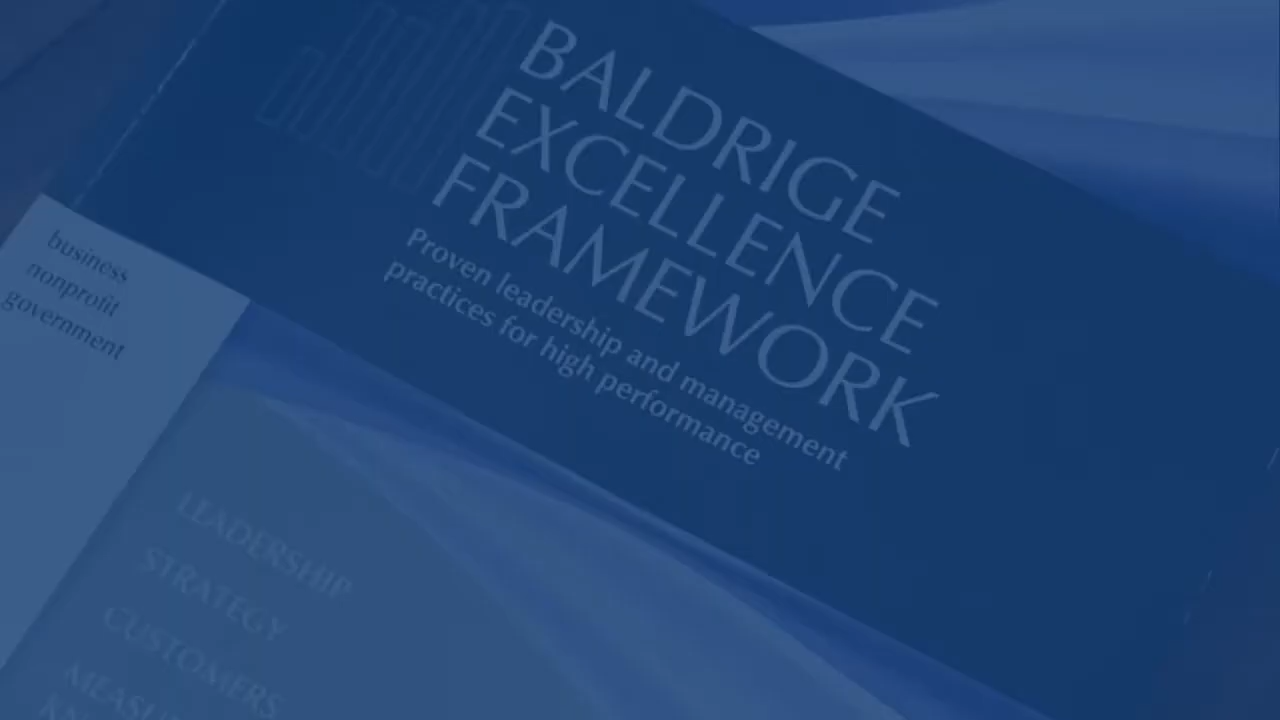 BALDRIGE
EXCELLENCE
FRAMEWORK
Proven leadership and management
practices for high performance
business
nonprofit
government
LEADERSHIP
STRATEGY
CUSTOMERS